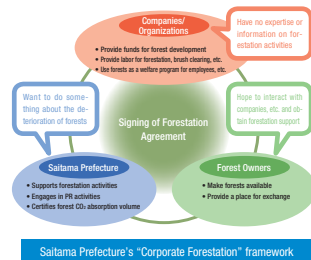 Companies/
Organizations
• Provide funds for forest development
• Provide labor for forestation, brush clearing, etc.
• Use forests as a welfare program for employees, etc.
Have no expertise or
information on for-
estation activities
Want to do some-
thing about the de-
terioration of forests
Signing of Forestation
Agreement
Hope to interact with
companies, etc. and ob-
tain forestation support
Saitama Prefecture
• Supports forestation activities
• Engages in PR activities
• Certifies forest CO₂ absorption volume
Forest Owners
• Make forests available
• Provide a place for exchange
Saitama Prefecture's “Corporate Forestation” framework